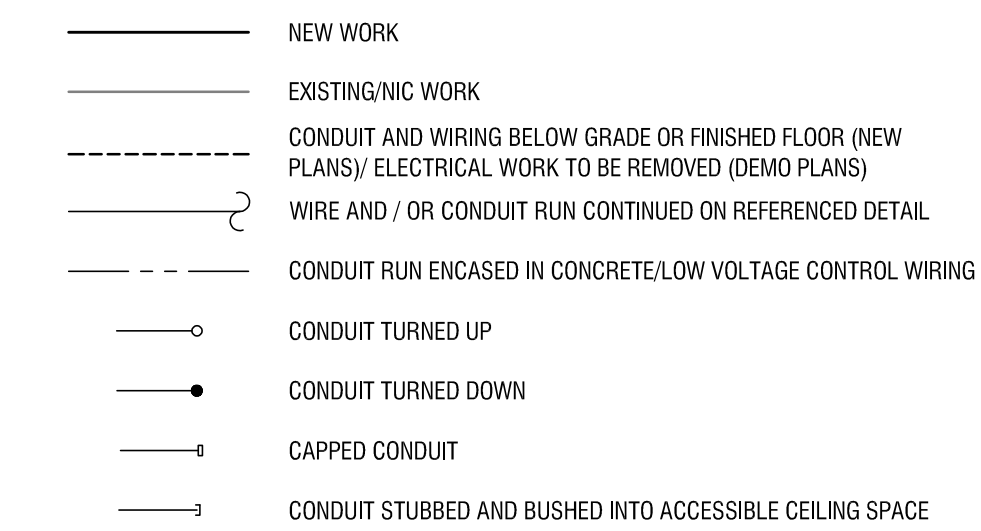 NEW WORK
EXISTING/NIC WORK
CONDUIT AND WIRING BELOW GRADE OR FINISHED FLOOR (NEW
PLANS)/ ELECTRICAL WORK TO BE REMOVED (DEMO PLANS)
WIRE AND / OR CONDUIT RUN CONTINUED ON REFERENCED DETAIL
CONDUIT RUN ENCASED IN CONCRETE/LOW VOLTAGE CONTROL WIRING
CONDUIT TURNED UP
CONDUIT TURNED DOWN
CAPPED CONDUIT
CONDUIT STUBBED AND BUSHED INTO ACCESSIBLE CEILING SPACE